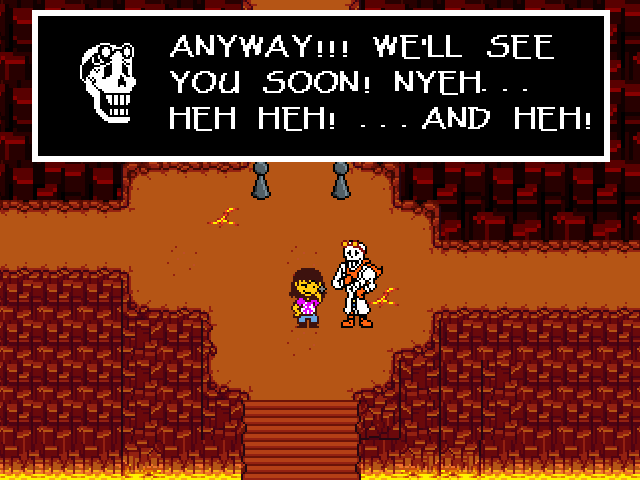 ANYWAY!!! WE'LL SEE
YOU SOON! NYEH...
HEH HEH! ...AND HEH!